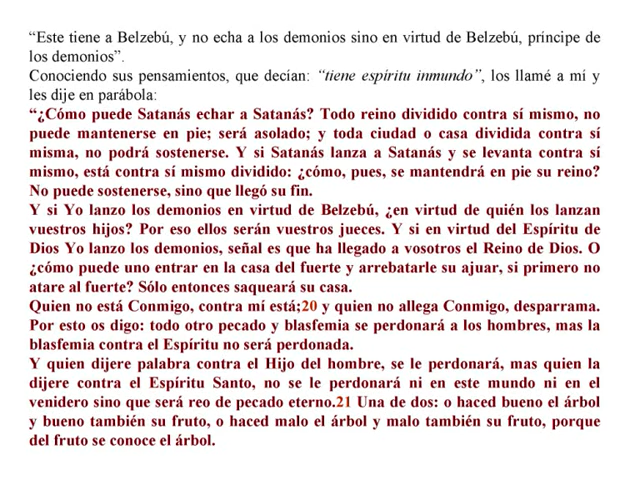 “Este tiene a Belzebú, y no echa a los demonios sino en virtud de Belzebú, príncipe de
los demonios”.
Conociendo sus pensamientos, que decían: “tiene espíritu inmundo”, los llamé a mí y
les dije en parábola:
“¿Cómo puede Satanás echar a Satanás? Todo reino dividido contra sí mismo, no
puede mantenerse en pie; será asolado; y toda ciudad o casa dividida contra sí
misma, no podrá sostenerse. Y si Satanás lanza a Satanás y se levanta contra sí
mismo, está contra sí mismo dividido: ¿cómo, pues, se mantendrá en pie su reino?
No puede sostenerse, sino que llegó su fin.
Y si Yo lanzo los demonios en virtud de Belzebú, ¿en virtud de quién los lanzan
vuestros hijos? Por eso ellos serán vuestros jueces. Y si en virtud del Espíritu de
Dios Yo lanzo los demonios, señal es que ha llegado a vosotros el Reino de Dios. O
¿cómo puede uno entrar en la casa del fuerte y arrebatarle su ajuar, si primero no
atare al fuerte? Sólo entonces saqueará su casa.
Quien no está Conmigo, contra mí está;20 y quien no allega Conmigo, desparrama.
Por esto os digo: todo otro pecado y blasfemia se perdonará a los hombres, mas la
blasfemia contra el Espíritu no será perdonada.
Y quien dijere palabra contra el Hijo del hombre, se le perdonará, mas quien la
dijere contra el Espíritu Santo, no se le perdonará ni en este mundo ni en el
venidero sino que será reo de pecado eterno.21 Una de dos: o haced bueno el árbol
y bueno también su fruto, o haced malo el árbol y malo también su fruto, porque
del fruto se conoce el árbol.